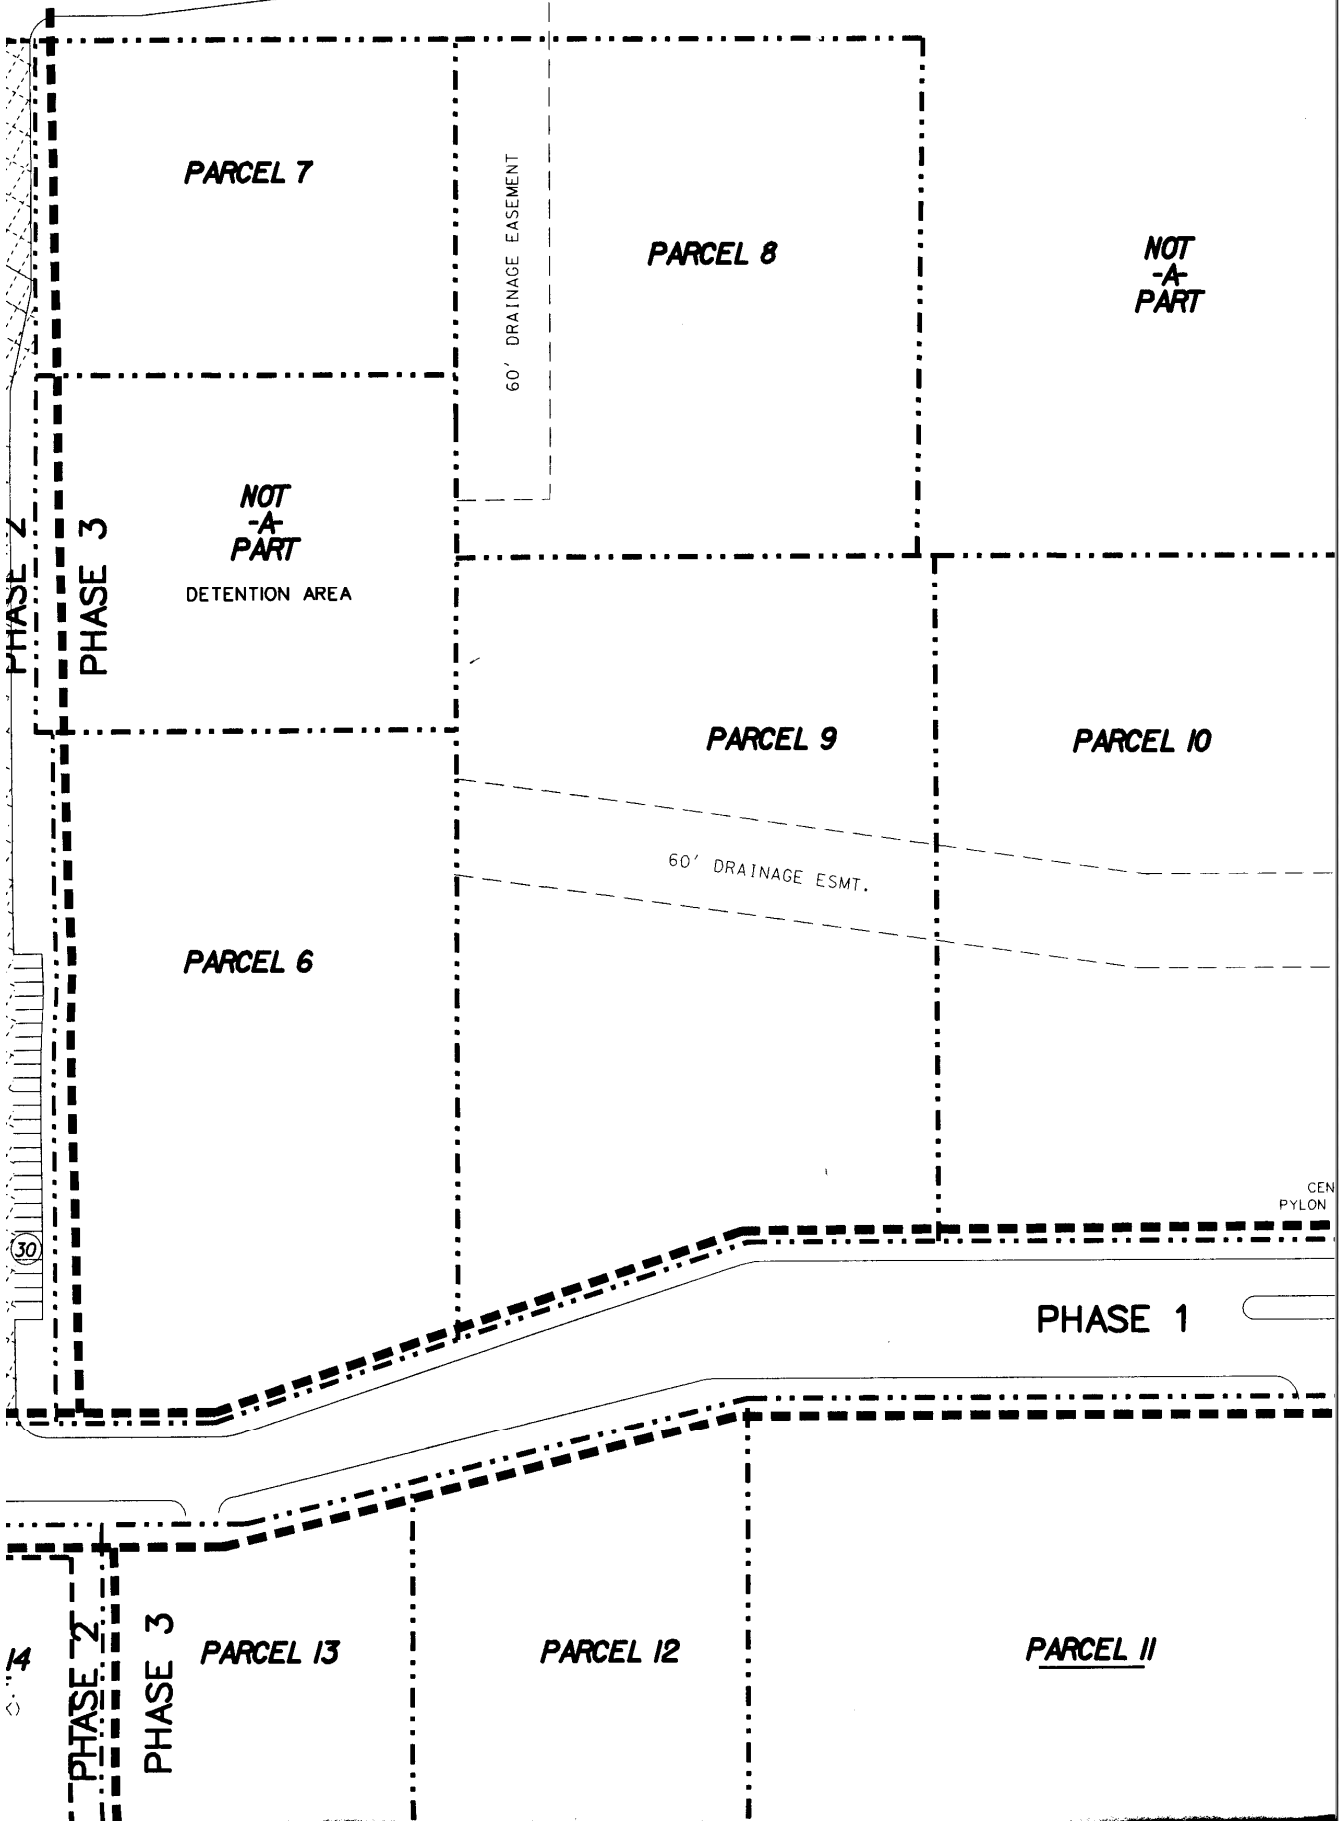 PARCEL 7
60' DRAINAGE EASEMENT
PARCEL 8
NOT
-A-
PART
NOT
-A-
PART
DETENTION AREA
PHASE 2
PHASE 3
PARCEL 9
PARCEL 10
60' DRAINAGE ESMT.
PARCEL 6
CEN
PYLON
30
PHASE 1
14
PHASE 2
PHASE 3
PARCEL 13
PARCEL 12
PARCEL 11